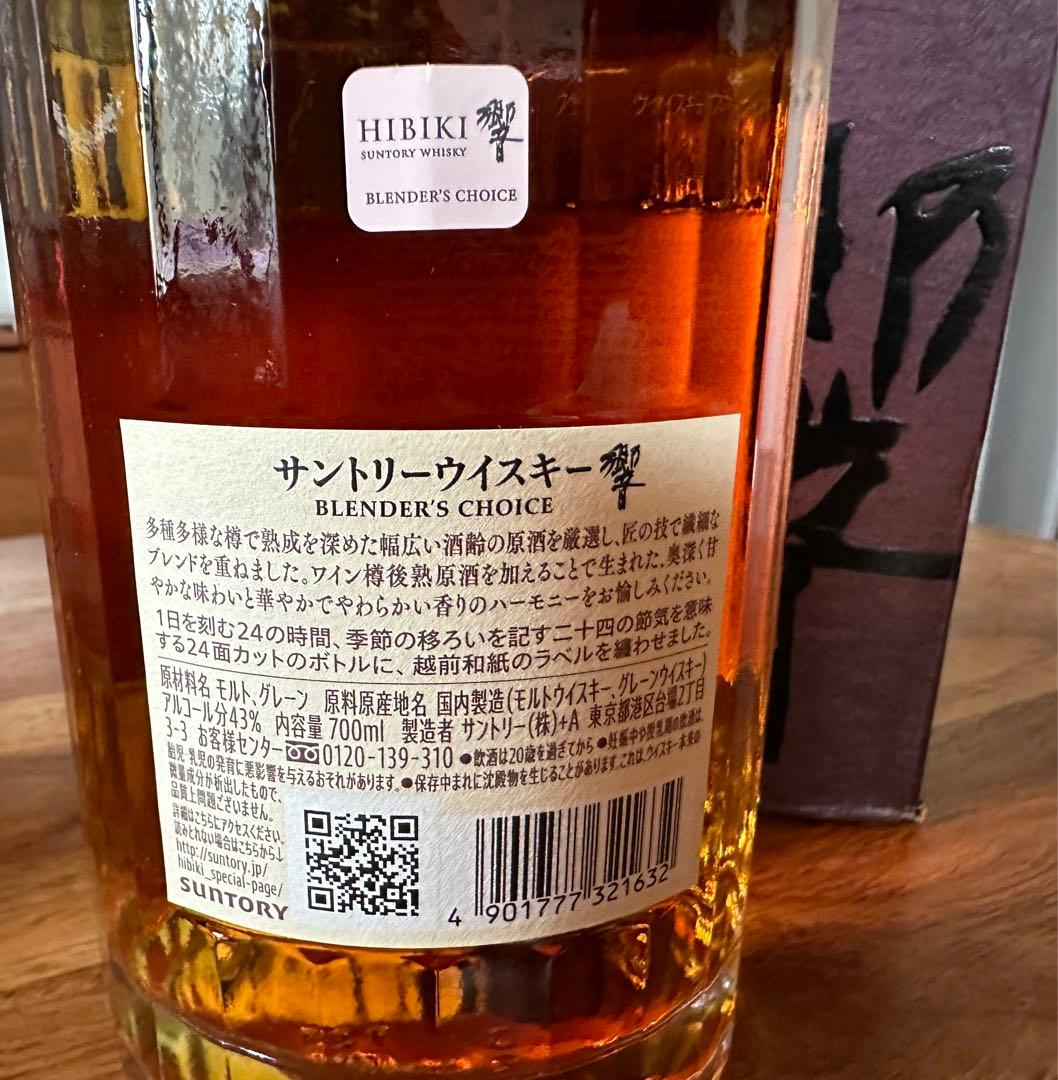 HIBIKI 響
SUNTORY WHISKY
BLENDER'S CHOICE
サントリーウイスキー響
BLENDER'S CHOICE
多種多様な樽で熟成を深めた幅広い酒齢の原酒を厳選し、匠の技で繊細な
ブレンドを重ねました。ワイン樽後熟原酒を加えることで生まれた、奥深く甘
やかな味わいと華やかでやわらかい香りのハーモニーをお愉しみください。
1日を刻む24の時間、季節の移ろいを記す二十四の節気を意味
する24面カットのボトルに、越前和紙のラベルを纏わせました。
原材料名 モルト、グレーン 原料原産地名 国内製造(モルトウイスキー、グレーンウイスキー)
アルコール分43% 内容量 700ml 製造者 サントリー(株)+A 東京都港区台場2丁目
3-3 お客様センター 0120-139-310 ●飲酒は20歳を過ぎてから ●妊娠中や授乳期の飲酒は、
胎児・乳児の発育に悪影響を与えるおそれがあります。●保存中まれに沈殿物を生じることがあります。これは、ウイスキー本来の
微量成分が析出したもので、
品質上問題ございません。
詳細はこちらにアクセスください。
読みとれない場合はこちらから↓
http://suntory.jp/
hibiki_special-page/
SUNTORY
4 901777 321632